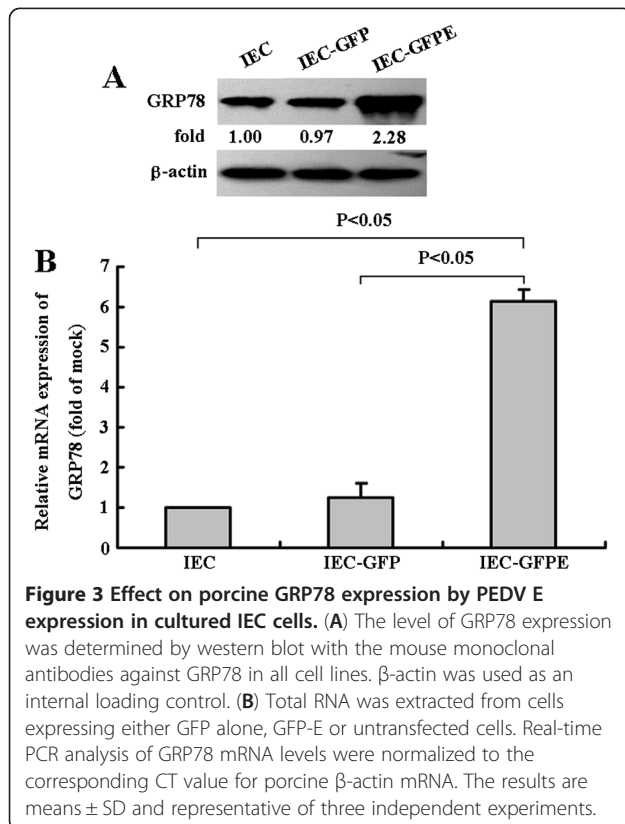 IEC IEC-GFP IEC-GFPE
A
GRP78
fold 1.00 0.97 2.28
β-actin
P<0.05
B
P<0.05
Relative mRNA expression of
GRP78 (fold of mock)
7
6
5
4
3
2
1
0
IEC IEC-GFP IEC-GFPE
Figure 3 Effect on porcine GRP78 expression by PEDV E
expression in cultured IEC cells. (A) The level of GRP78 expression
was determined by western blot with the mouse monoclonal
antibodies against GRP78 in all cell lines. β-actin was used as an
internal loading control. (B) Total RNA was extracted from cells
expressing either GFP alone, GFP-E or untransfected cells. Real-time
PCR analysis of GRP78 mRNA levels were normalized to the
corresponding CT value for porcine β-actin mRNA. The results are
means ± SD and representative of three independent experiments.